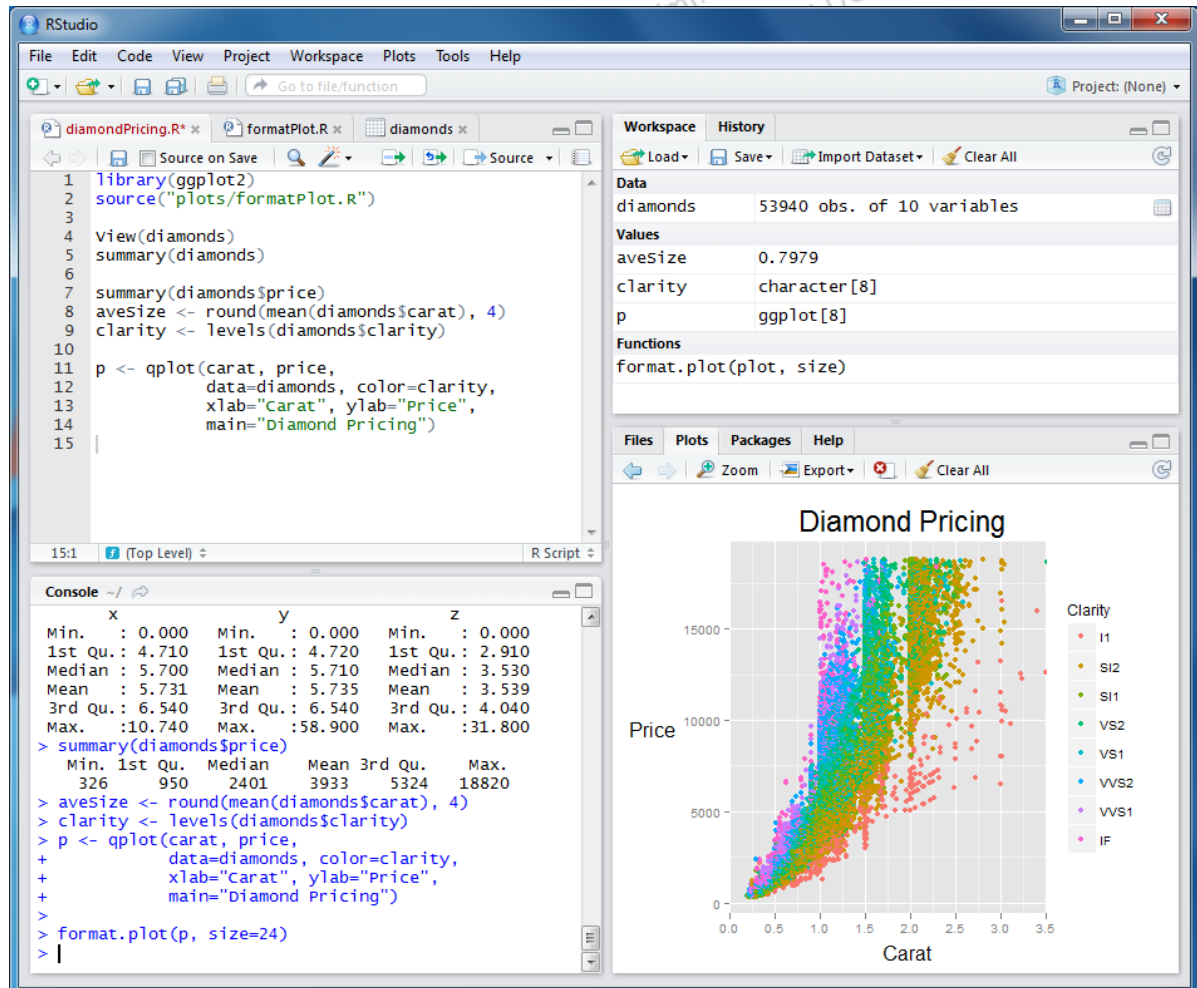 RStudio
File Edit Code View Project Workspace Plots Tools Help
Go to file/function
Project: (None)
diamondPricing.R*
formatPlot.R
diamonds
Source on Save
Source
1 library(ggplot2)
2 source("plots/formatPlot.R")
3
4 View(diamonds)
5 summary(diamonds)
6
7 summary(diamonds$price)
8 aveSize <- round(mean(diamonds$carat), 4)
9 clarity <- levels(diamonds$clarity)
10
11 p <- qplot(carat, price,
12 data=diamonds, color=clarity,
13 xlab="Carat", ylab="Price",
14 main="Diamond Pricing")
15
15:1 (Top Level) R Script
Console ~/
x y z
Min. : 0.000 Min. : 0.000 Min. : 0.000
1st Qu.: 4.710 1st Qu.: 4.720 1st Qu.: 2.910
Median : 5.700 Median : 5.710 Median : 3.530
Mean : 5.731 Mean : 5.735 Mean : 3.539
3rd Qu.: 6.540 3rd Qu.: 6.540 3rd Qu.: 4.040
Max. :10.740 Max. :58.900 Max. :31.800
> summary(diamonds$price)
Min. 1st Qu. Median Mean 3rd Qu. Max.
326 950 2401 3933 5324 18820
> aveSize <- round(mean(diamonds$carat), 4)
> clarity <- levels(diamonds$clarity)
> p <- qplot(carat, price,
+ data=diamonds, color=clarity,
+ xlab="Carat", ylab="Price",
+ main="Diamond Pricing")
>
> format.plot(p, size=24)
>
Workspace History
Load Save Import Dataset Clear All
Data
diamonds 53940 obs. of 10 variables
Values
aveSize 0.7979
clarity character[8]
p ggplot[8]
Functions
format.plot(plot, size)
Files Plots Packages Help
Zoom Export Clear All
Diamond Pricing
Price
15000
10000
5000
0
0.0 0.5 1.0 1.5 2.0 2.5 3.0 3.5
Carat
Clarity
I1
SI2
SI1
VS2
VS1
VVS2
VVS1
IF